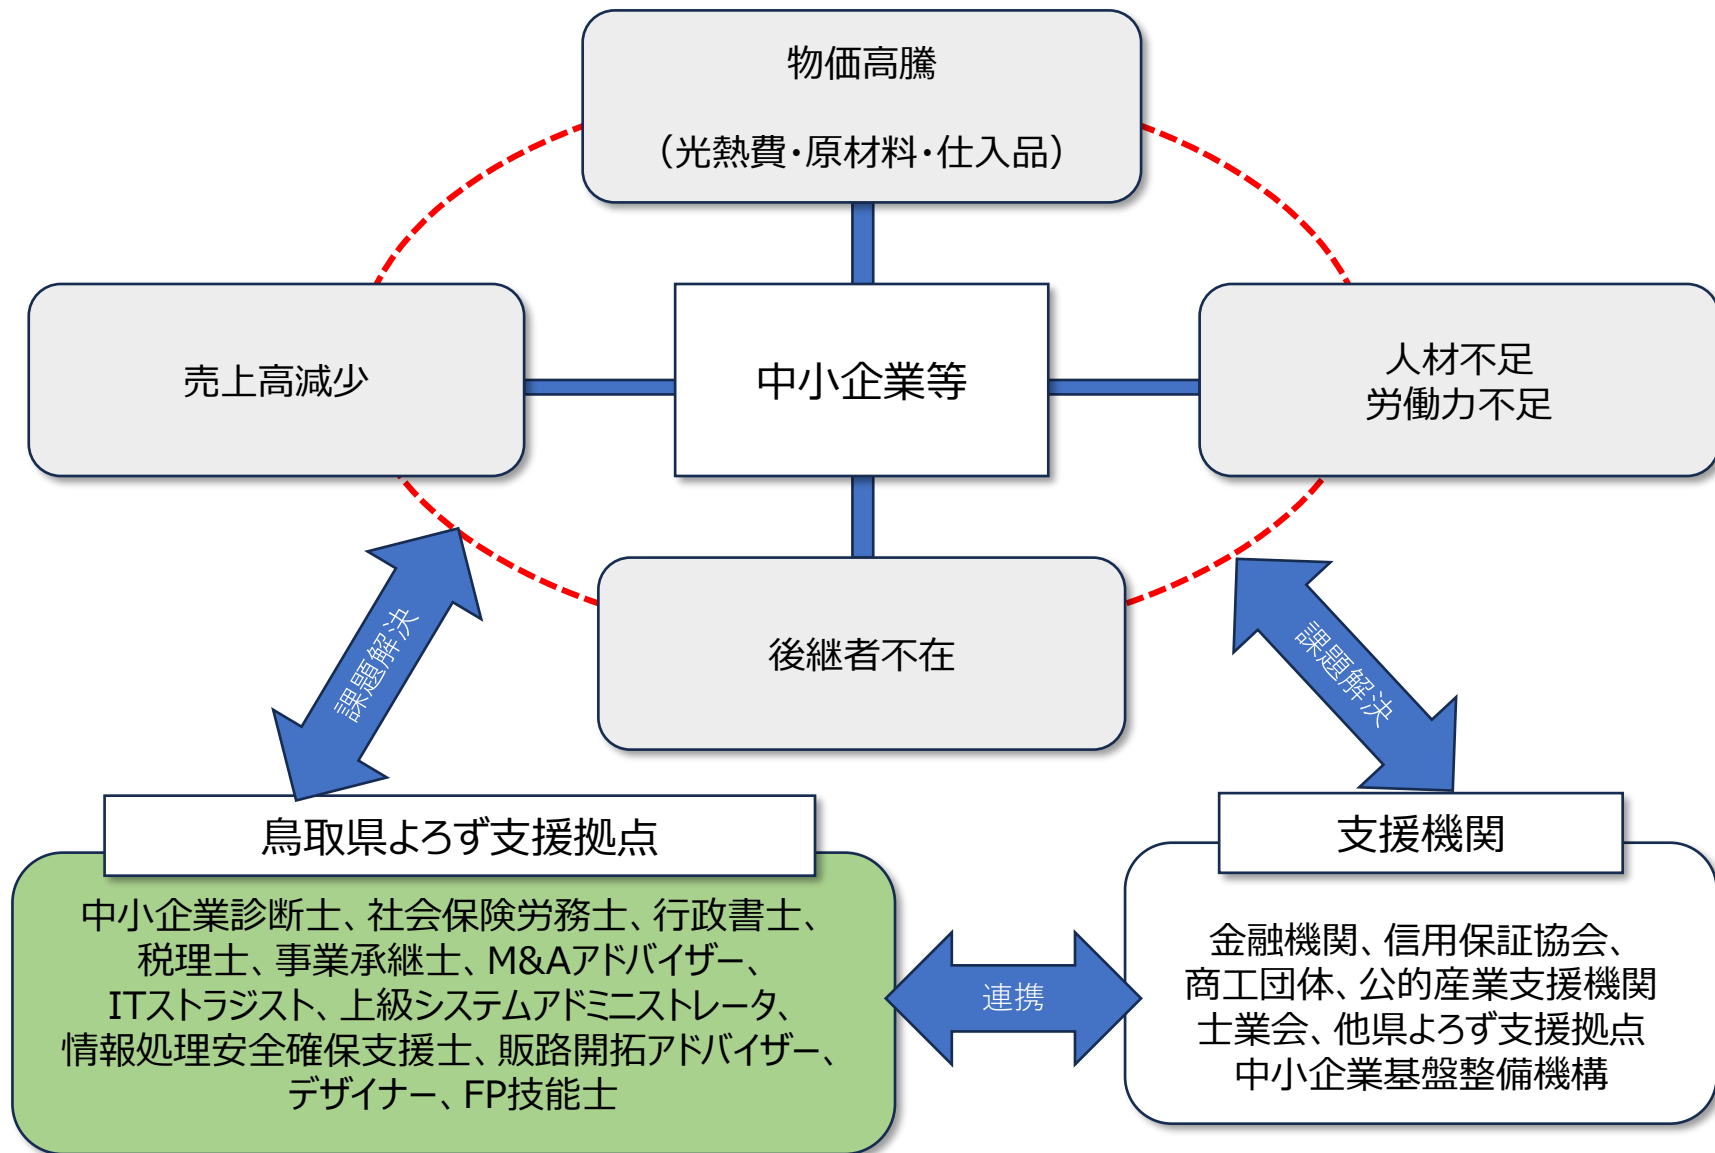 物価高騰
（光熱費・原材料・仕入品）
売上高減少
中小企業等
人材不足
労働力不足
後継者不在
課題解決
課題解決
鳥取県よろず支援拠点
中小企業診断士、社会保険労務士、行政書士、
税理士、事業承継士、M&Aアドバイザー、
ITストラジスト、上級システムアドミニストレータ、
情報処理安全確保支援士、販路開拓アドバイザー、
デザイナー、FP技能士
連携
支援機関
金融機関、信用保証協会、
商工団体、公的産業支援機関
士業会、他県よろず支援拠点
中小企業基盤整備機構